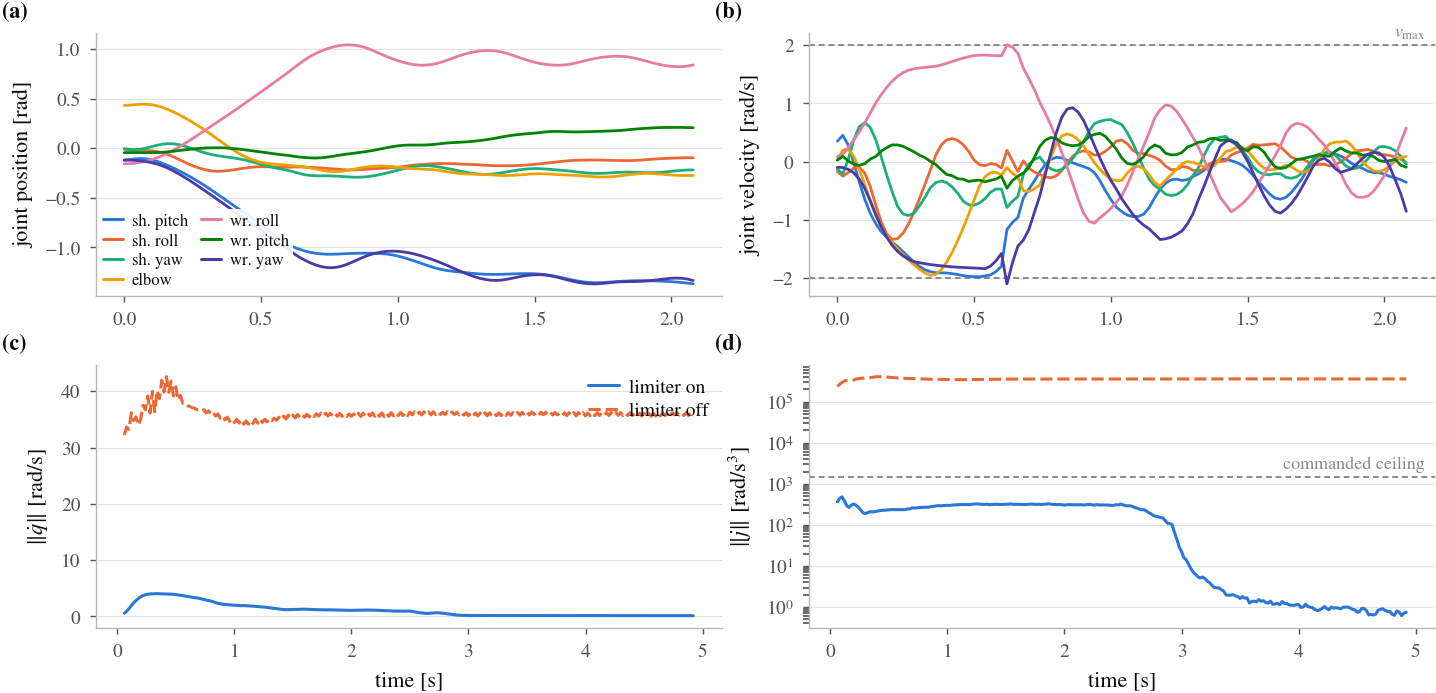 (a)
joint position [rad]
1.0
0.5
0.0
−0.5
−1.0
sh. pitch
sh. roll
sh. yaw
elbow
wr. roll
wr. pitch
wr. yaw
0.0 0.5 1.0 1.5 2.0
(b)
joint velocity [rad/s]
2
1
0
−1
−2
vmax
0.0 0.5 1.0 1.5 2.0
(c)
||q̇|| [rad/s]
40
30
20
10
0
limiter on
limiter off
0 1 2 3 4 5
time [s]
(d)
||j|| [rad/s³]
10⁵
10⁴
10³
10²
10¹
10⁰
commanded ceiling
0 1 2 3 4 5
time [s]